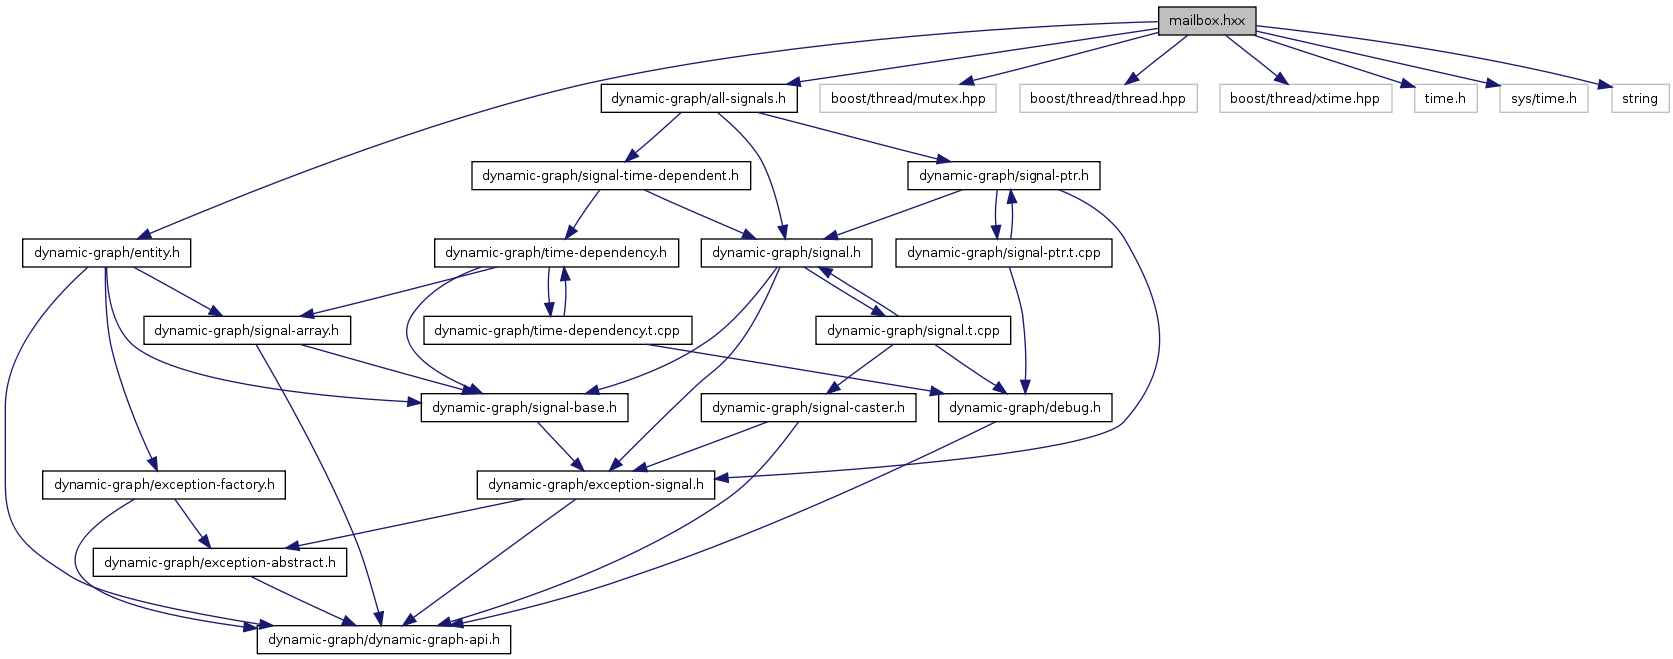 mailbox.hxx
dynamic-graph/all-signals.h
boost/thread/mutex.hpp
boost/thread/thread.hpp
boost/thread/xtime.hpp
time.h
sys/time.h
string
dynamic-graph/signal-time-dependent.h
dynamic-graph/signal-ptr.h
dynamic-graph/entity.h
dynamic-graph/time-dependency.h
dynamic-graph/signal.h
dynamic-graph/signal-ptr.t.cpp
dynamic-graph/signal-array.h
dynamic-graph/time-dependency.t.cpp
dynamic-graph/signal.t.cpp
dynamic-graph/signal-base.h
dynamic-graph/signal-caster.h
dynamic-graph/debug.h
dynamic-graph/exception-factory.h
dynamic-graph/exception-signal.h
dynamic-graph/exception-abstract.h
dynamic-graph/dynamic-graph-api.h